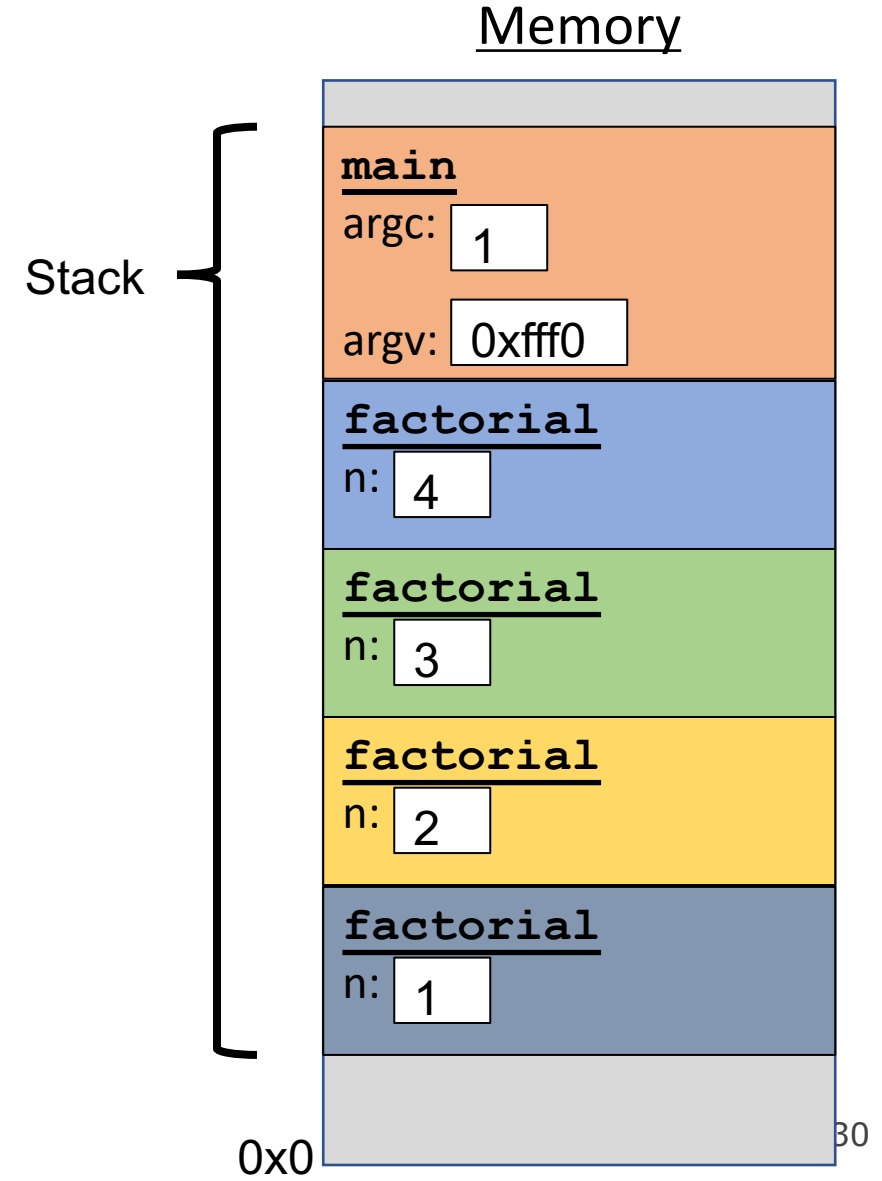 Memory
main
argc: 1
Stack
argv: 0xfff0
factorial
n: 4
factorial
n: 3
factorial
n: 2
factorial
n: 1
0x0
30